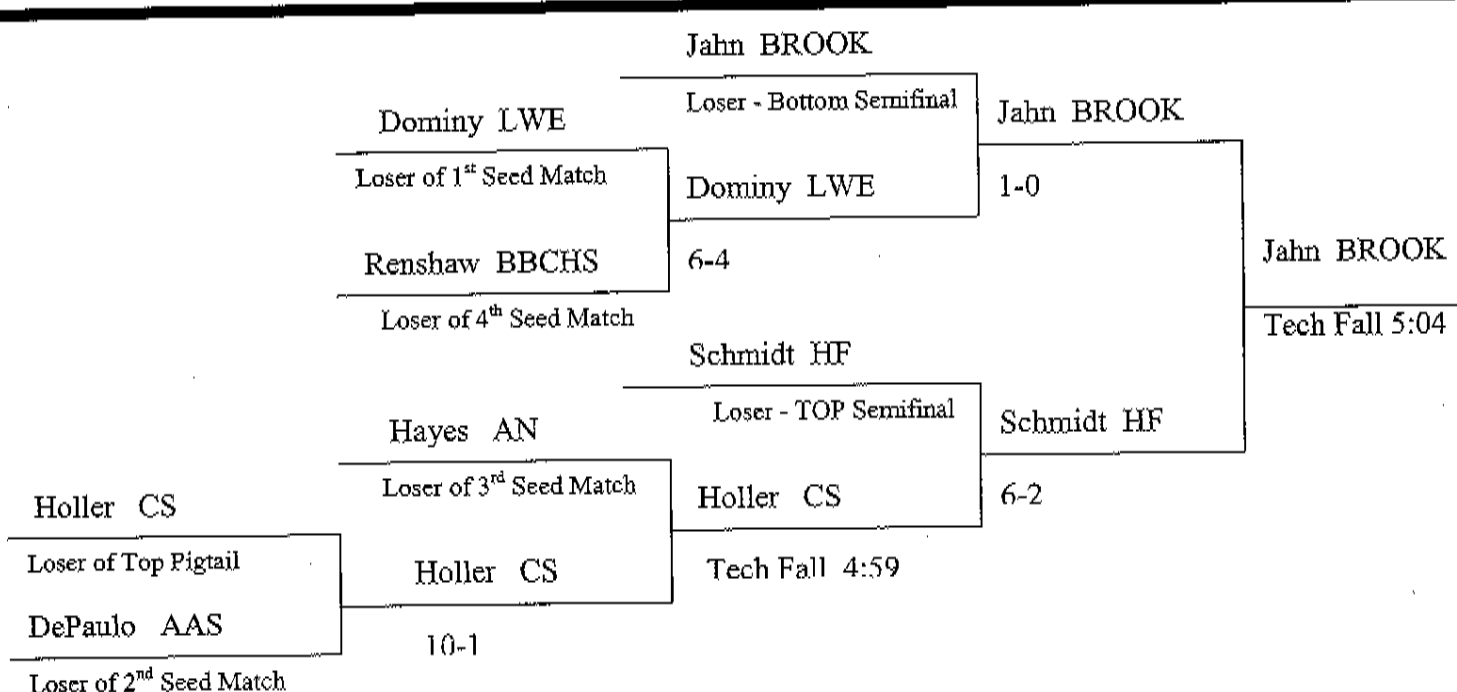 Jahn BROOK
Loser - Bottom Semifinal
Jahn BROOK
Dominy LWE
Loser of 1st Seed Match
Dominy LWE
1-0
Renshaw BBCHS
6-4
Jahn BROOK
Loser of 4th Seed Match
Tech Fall 5:04
Schmidt HF
Loser - TOP Semifinal
Schmidt HF
Hayes AN
Loser of 3rd Seed Match
Holler CS
6-2
Holler CS
Loser of Top Pigtail
Holler CS
Tech Fall 4:59
DePaulo AAS
10-1
Loser of 2nd Seed Match